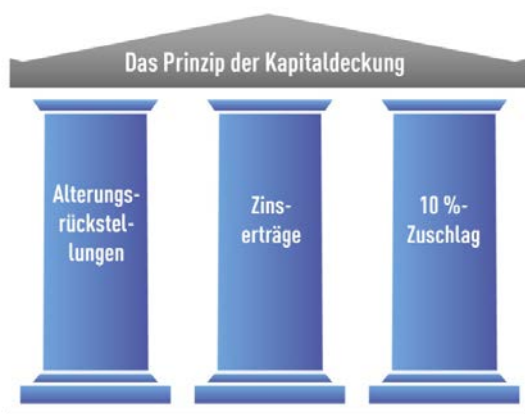 Das Prinzip der Kapitaldeckung
Alterungs-
rückstel-
lungen
Zins-
erträge
10 %-
Zuschlag